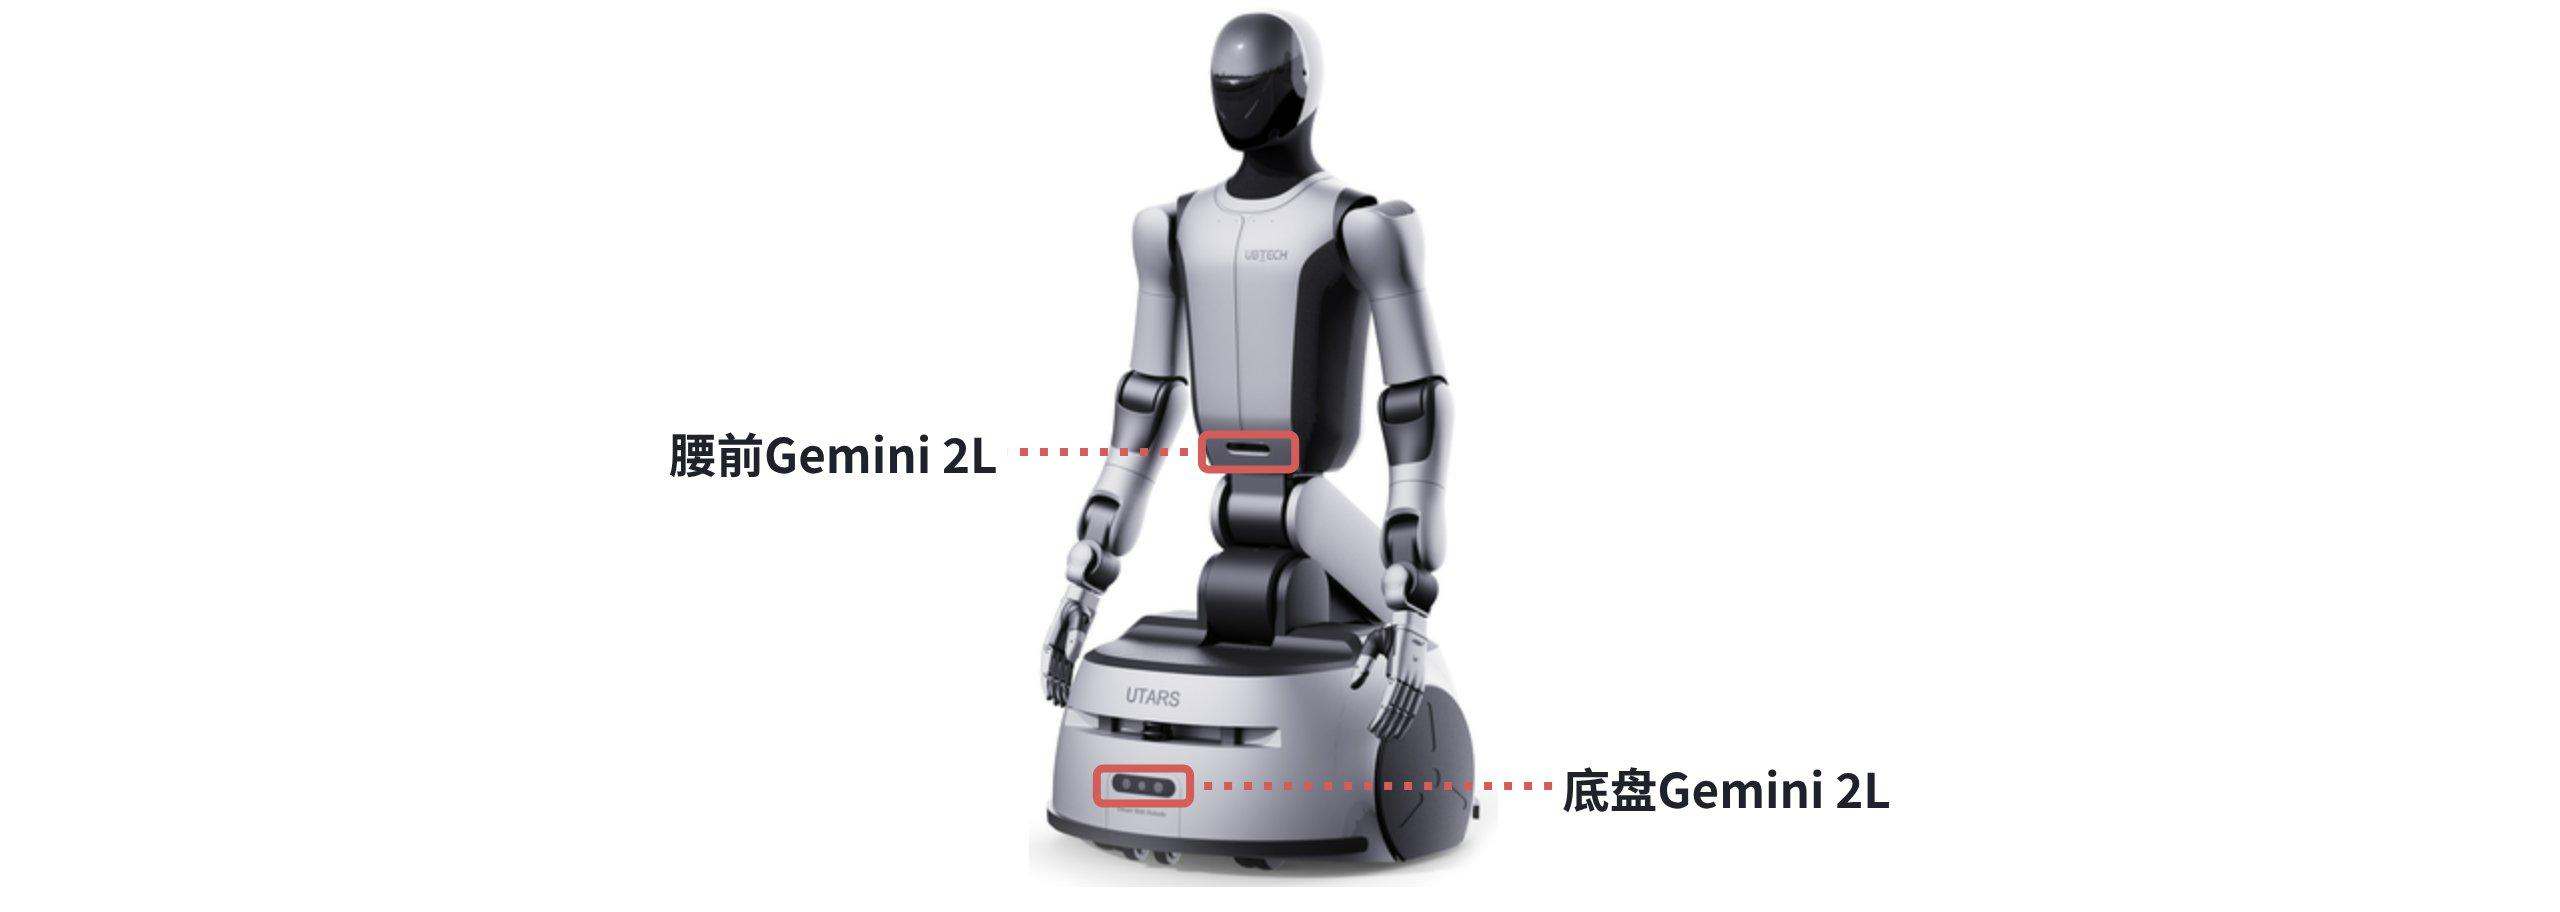 UBTECH
腰前Gemini 2L
UTARS
底盘Gemini 2L